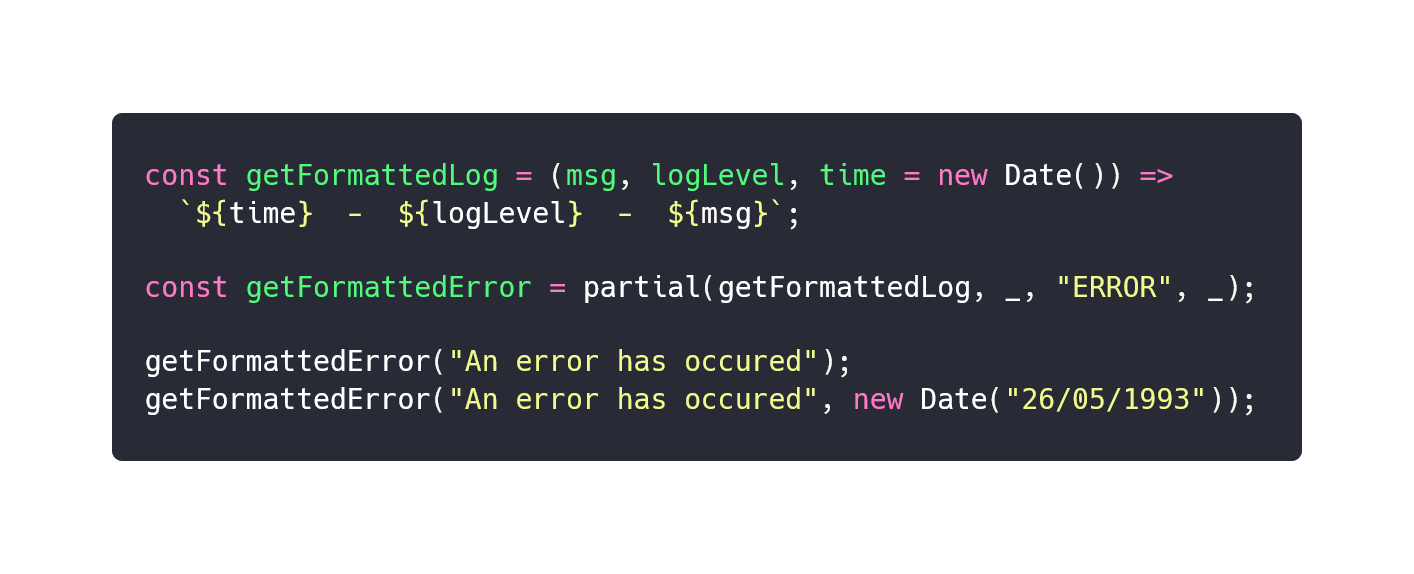 const getFormattedLog = (msg, logLevel, time = new Date()) =>
  `${time}  -  ${logLevel}  -  ${msg}`;
const getFormattedError = partial(getFormattedLog, _, "ERROR", _);
getFormattedError("An error has occured");
getFormattedError("An error has occured", new Date("26/05/1993"));